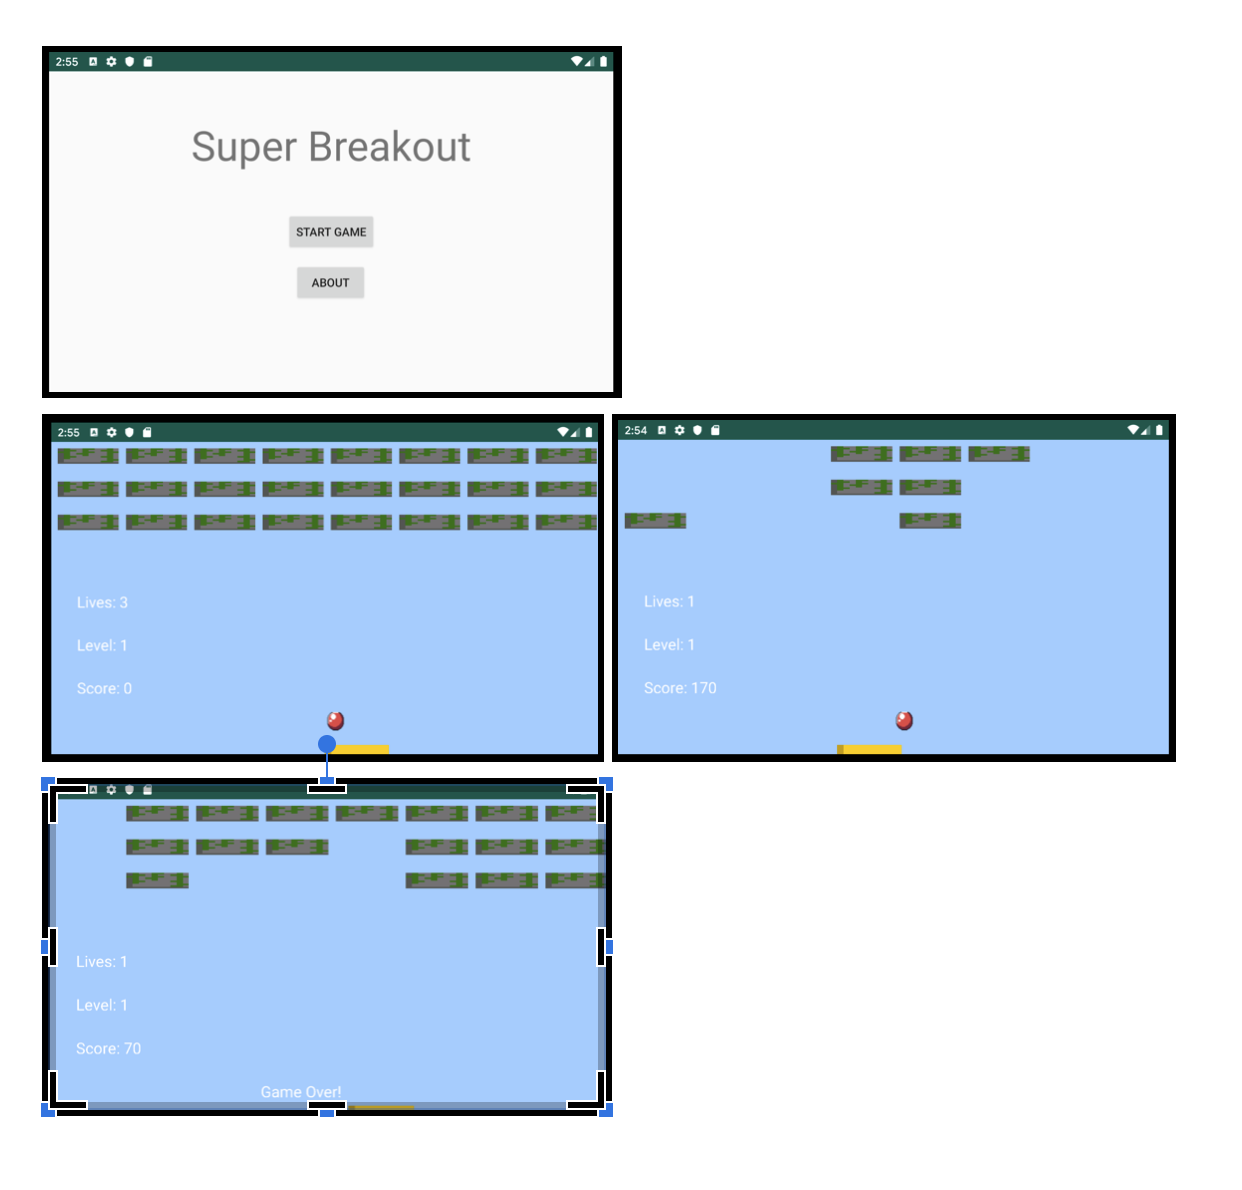 2:55
Super Breakout
START GAME
ABOUT
2:55
Lives: 3
Level: 1
Score: 0
2:54
Lives: 1
Level: 1
Score: 170
Lives: 1
Level: 1
Score: 70
Game Over!